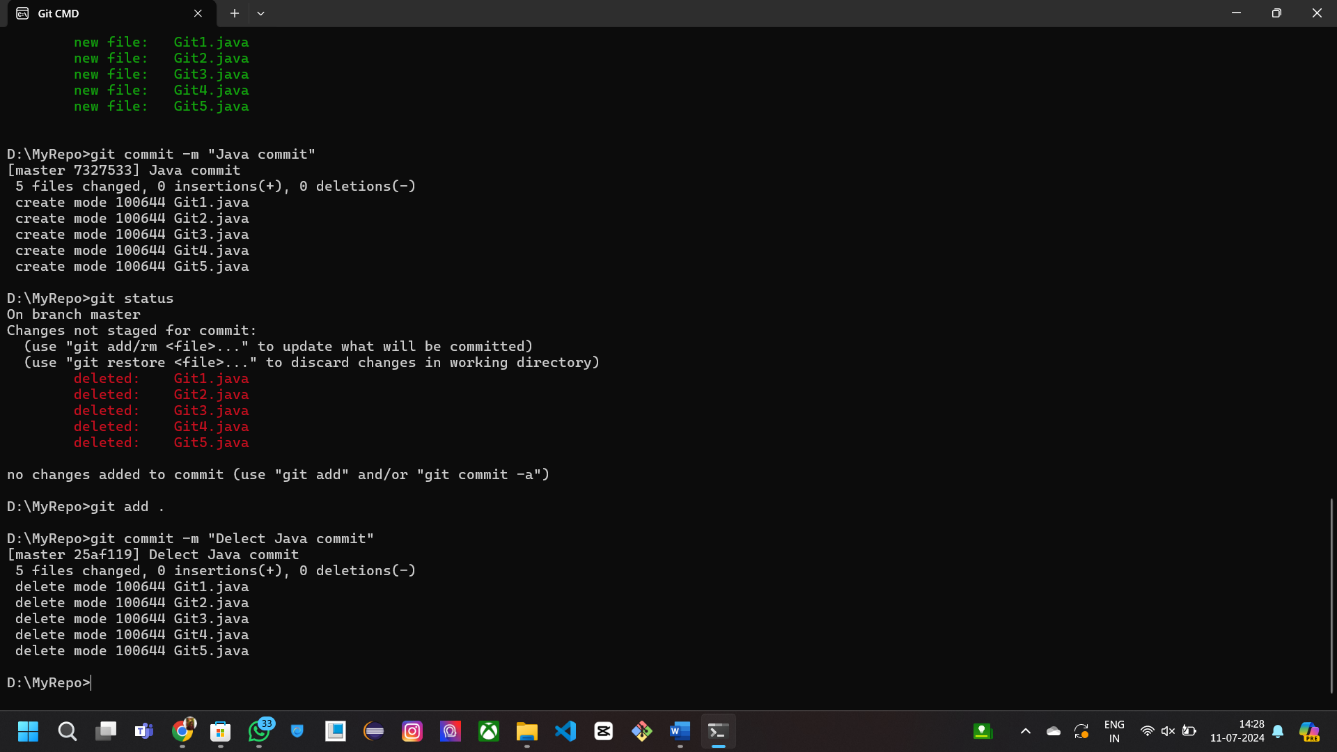 Git CMD
new file:   Git1.java
new file:   Git2.java
new file:   Git3.java
new file:   Git4.java
new file:   Git5.java
D:\MyRepo>git commit -m "Java commit"
[master 7327533] Java commit
 5 files changed, 0 insertions(+), 0 deletions(-)
 create mode 100644 Git1.java
 create mode 100644 Git2.java
 create mode 100644 Git3.java
 create mode 100644 Git4.java
 create mode 100644 Git5.java
D:\MyRepo>git status
On branch master
Changes not staged for commit:
  (use "git add/rm <file>..." to update what will be committed)
  (use "git restore <file>..." to discard changes in working directory)
        deleted:    Git1.java
        deleted:    Git2.java
        deleted:    Git3.java
        deleted:    Git4.java
        deleted:    Git5.java
no changes added to commit (use "git add" and/or "git commit -a")
D:\MyRepo>git add .
D:\MyRepo>git commit -m "Delect Java commit"
[master 25af119] Delect Java commit
 5 files changed, 0 insertions(+), 0 deletions(-)
 delete mode 100644 Git1.java
 delete mode 100644 Git2.java
 delete mode 100644 Git3.java
 delete mode 100644 Git4.java
 delete mode 100644 Git5.java
D:\MyRepo>
33
ENG
IN
14:28
11-07-2024